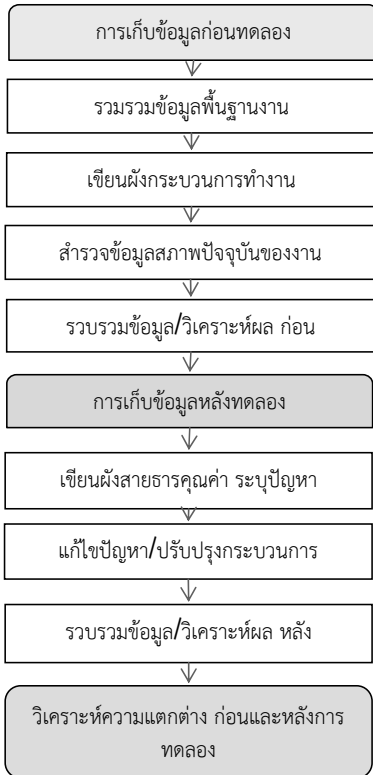 การเก็บข้อมูลก่อนทดลอง
รวมรวมข้อมูลพื้นฐานงาน
เขียนผังกระบวนการทำงาน
สำรวจข้อมูลสภาพปัจจุบันของงาน
รวบรวมข้อมูล/วิเคราะห์ผล ก่อน
การเก็บข้อมูลหลังทดลอง
เขียนผังสายธารคุณค่า ระบุปัญหา
แก้ไขปัญหา/ปรับปรุงกระบวนการ
รวบรวมข้อมูล/วิเคราะห์ผล หลัง
วิเคราะห์ความแตกต่าง ก่อนและหลังการ
ทดลอง